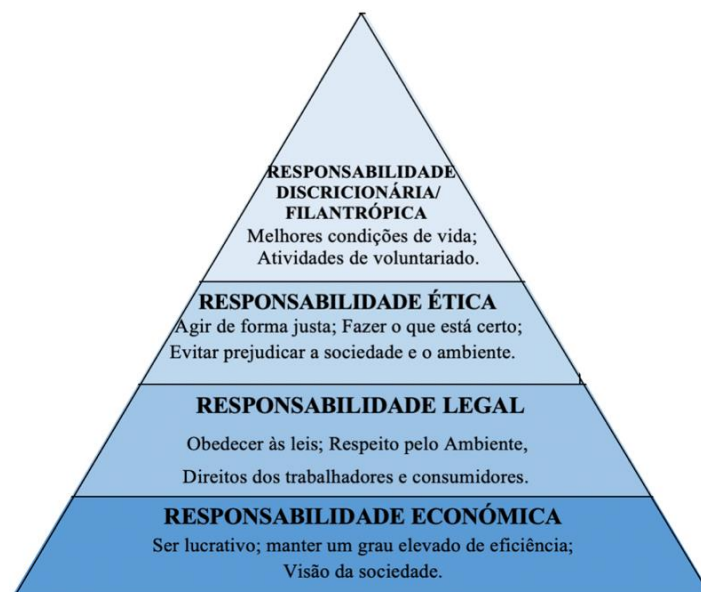 RESPONSABILIDADE
DISCRICIONÁRIA/
FILANTRÓPICA
Melhores condições de vida;
Atividades de voluntariado.
RESPONSABILIDADE ÉTICA
Agir de forma justa; Fazer o que está certo;
Evitar prejudicar a sociedade e o ambiente.
RESPONSABILIDADE LEGAL
Obedecer às leis; Respeito pelo Ambiente,
Direitos dos trabalhadores e consumidores.
RESPONSABILIDADE ECONÓMICA
Ser lucrativo; manter um grau elevado de eficiência;
Visão da sociedade.